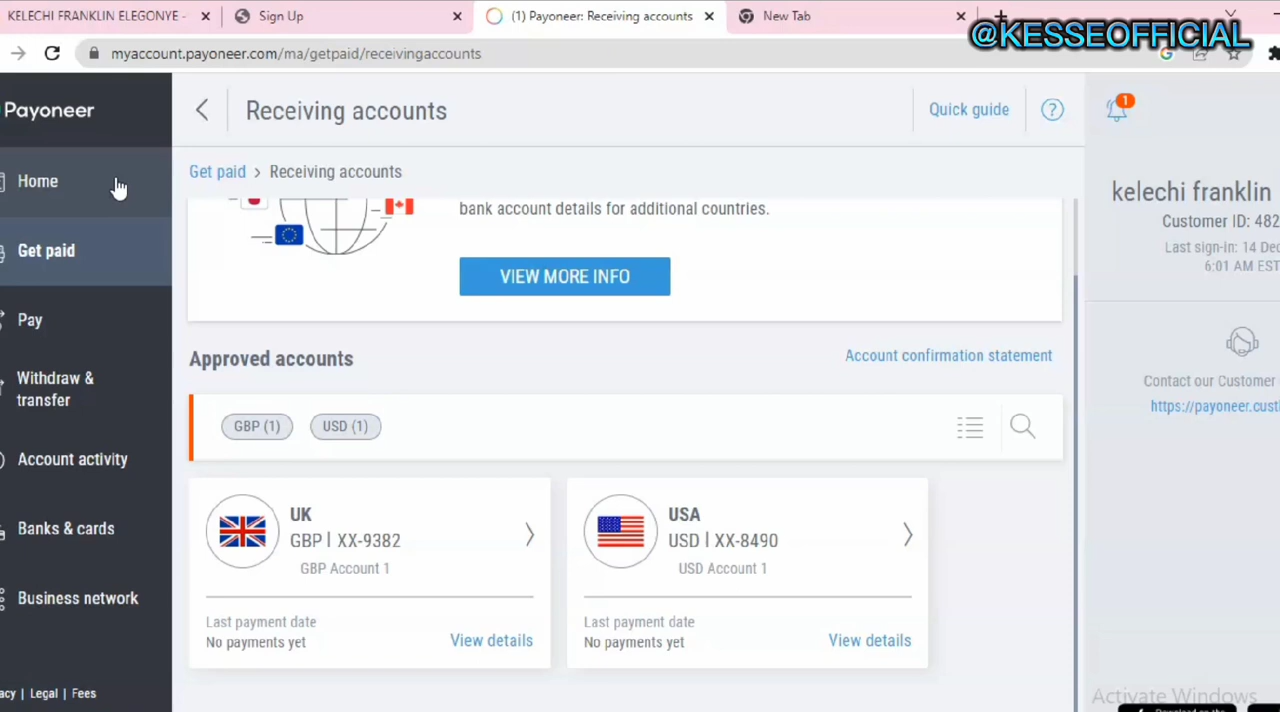 KELECHI FRANKLIN ELEGONYE -
Sign Up
(1) Payoneer: Receiving accounts
New Tab
@KESSEOFFICIAL
myaccount.payoneer.com/ma/getpaid/receivingaccounts
Payoneer
Receiving accounts
Quick guide
1
Home
Get paid > Receiving accounts
kelechi franklin
bank account details for additional countries.
Customer ID: 482
Last sign-in: 14 Dec
6:01 AM EST
Get paid
VIEW MORE INFO
Pay
Approved accounts
Account confirmation statement
Contact our Customer
https://payoneer.custl
Withdraw &
transfer
GBP (1)
USD (1)
Account activity
UK
GBP | XX-9382
GBP Account 1
USA
USD | XX-8490
USD Account 1
Banks & cards
Business network
Last payment date
No payments yet
View details
Last payment date
No payments yet
View details
acy | Legal | Fees
Activate Windows